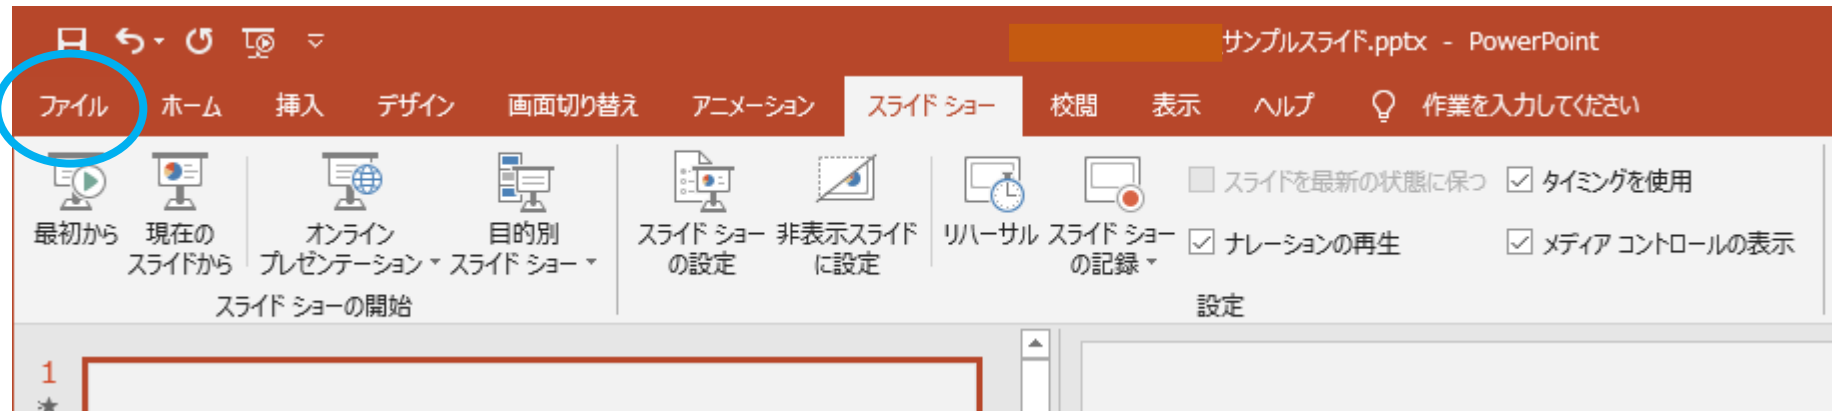 サンプルスライド.pptx - PowerPoint
ファイル ホーム 挿入 デザイン 画面切り替え アニメーション スライド ショー 校閲 表示 ヘルプ 作業を入力してください
最初から
現在の
スライドから
オンライン
プレゼンテーション
目的別
スライド ショー
スライド ショーの開始
スライド ショー
の設定
非表示スライド
に設定
リハーサル
スライド ショー
の記録
スライドを最新の状態に保つ
ナレーションの再生
タイミングを使用
メディア コントロールの表示
設定
1